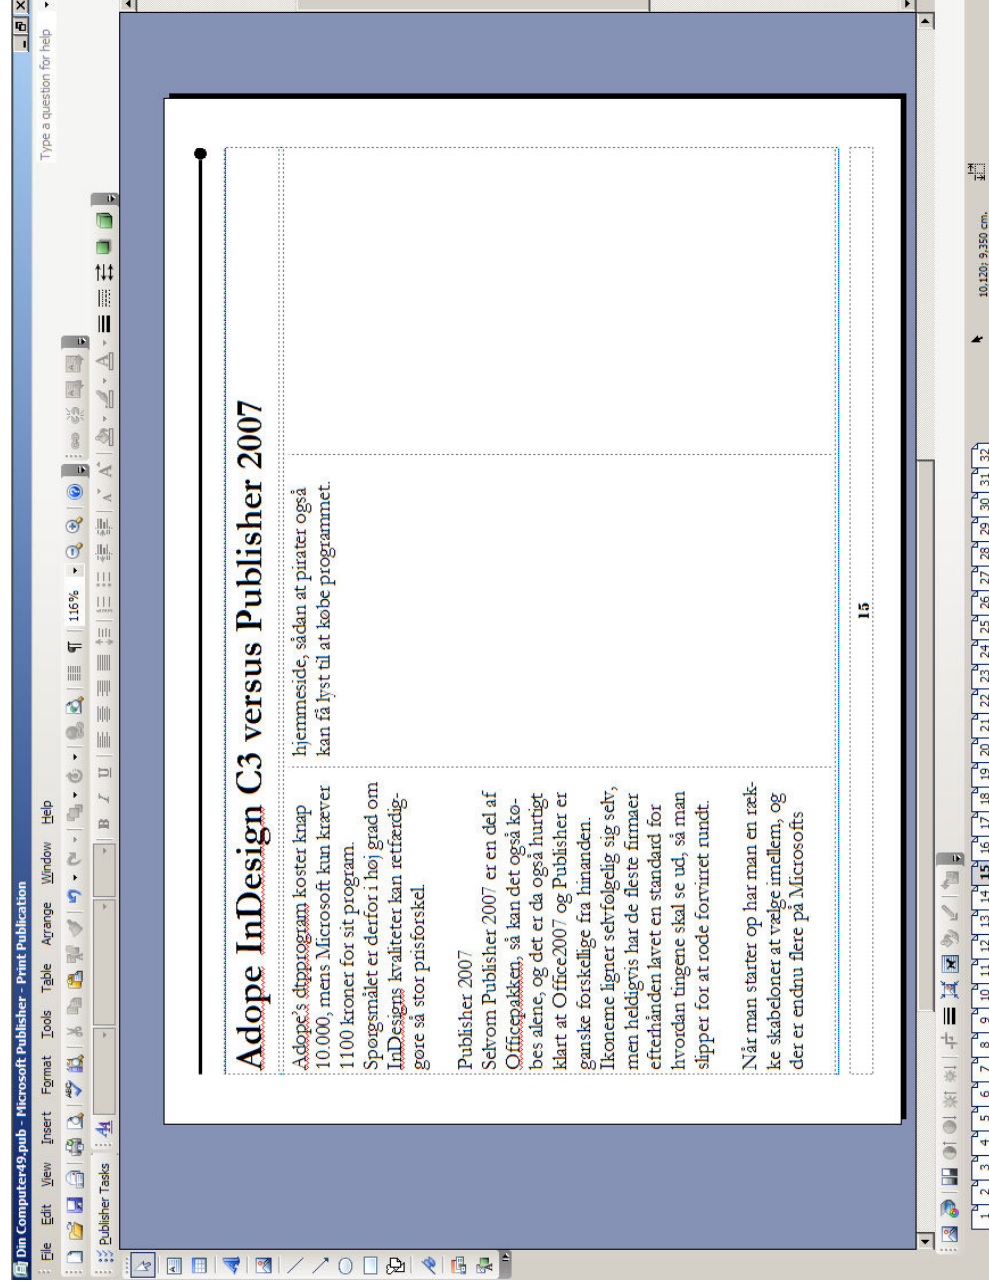 Din Computer49.pub - Microsoft Publisher - Print Publication
File Edit View Insert Format Tools Table Arrange Window Help
Type a question for help
116%
Publisher Tasks
B I U
Adope InDesign C3 versus Publisher 2007
Adope's dtpprogram koster knap
10.000, mens Microsoft kun kræver
1100 kroner for sit program.
Spørgsmålet er derfor i høj grad om
InDesigns kvaliteter kan retfærdig-
gøre så stor prisforskel.
Publisher 2007
Selvom Publisher 2007 er en del af
Officepakken, så kan det også kø-
bes alene, og det er da også hurtigt
klart at Office2007 og Publisher er
ganske forskellige fra hinanden.
Ikonerne ligner selvfølgelig sig selv,
men heldigvis har de fleste firmaer
efterhånden lavet en standard for
hvordan tingene skal se ud, så man
slipper for at rode forvirret rundt.
Når man starter op har man en ræk-
ke skabeloner at vælge imellem, og
der er endnu flere på Microsofts
hjemmeside, sådan at pirater også
kan få lyst til at købe programmet.
15
1 2 3 4 5 6 7 8 9 10 11 12 13 14 15 16 17 18 19 20 21 22 23 24 25 26 27 28 29 30 31 32
10,120; 9,350 cm.